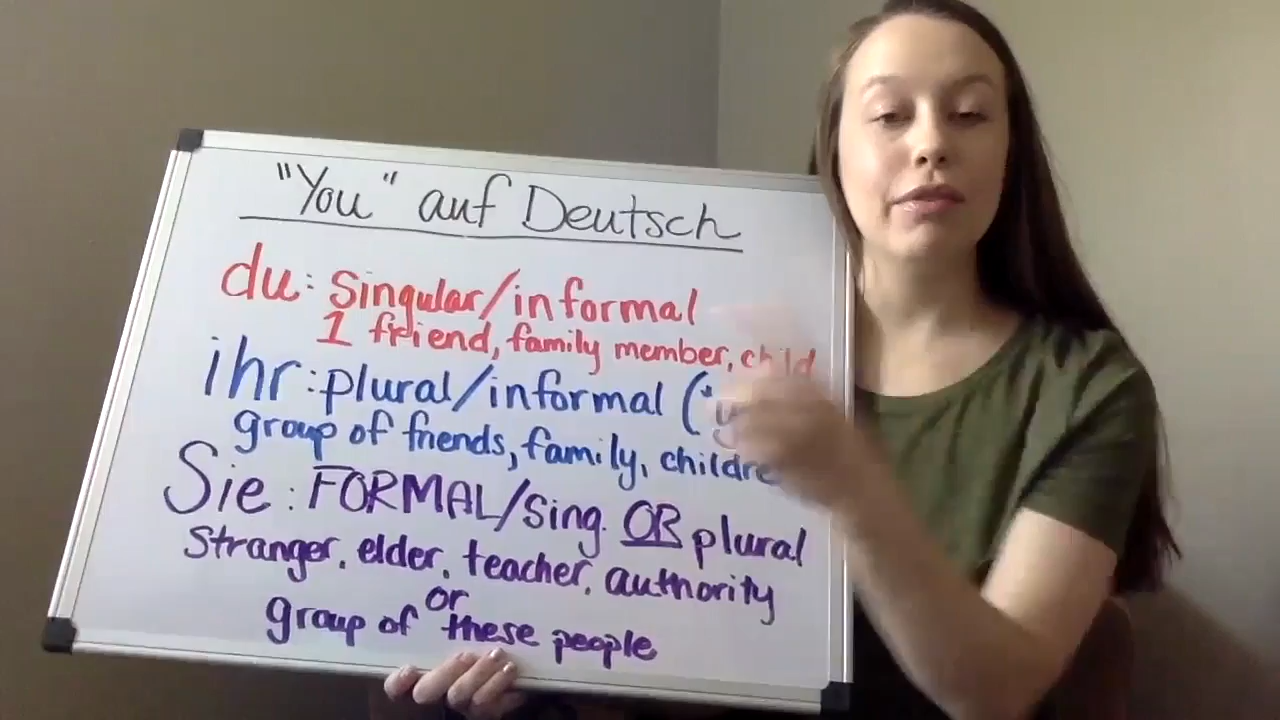 "You" auf Deutsch
du: singular/informal
1 friend, family member, child
ihr: plural/informal ("
group of friends, family,
Sie: FORMAL/sing. OR plural
stranger, elder, teacher, authority
or
group of these people